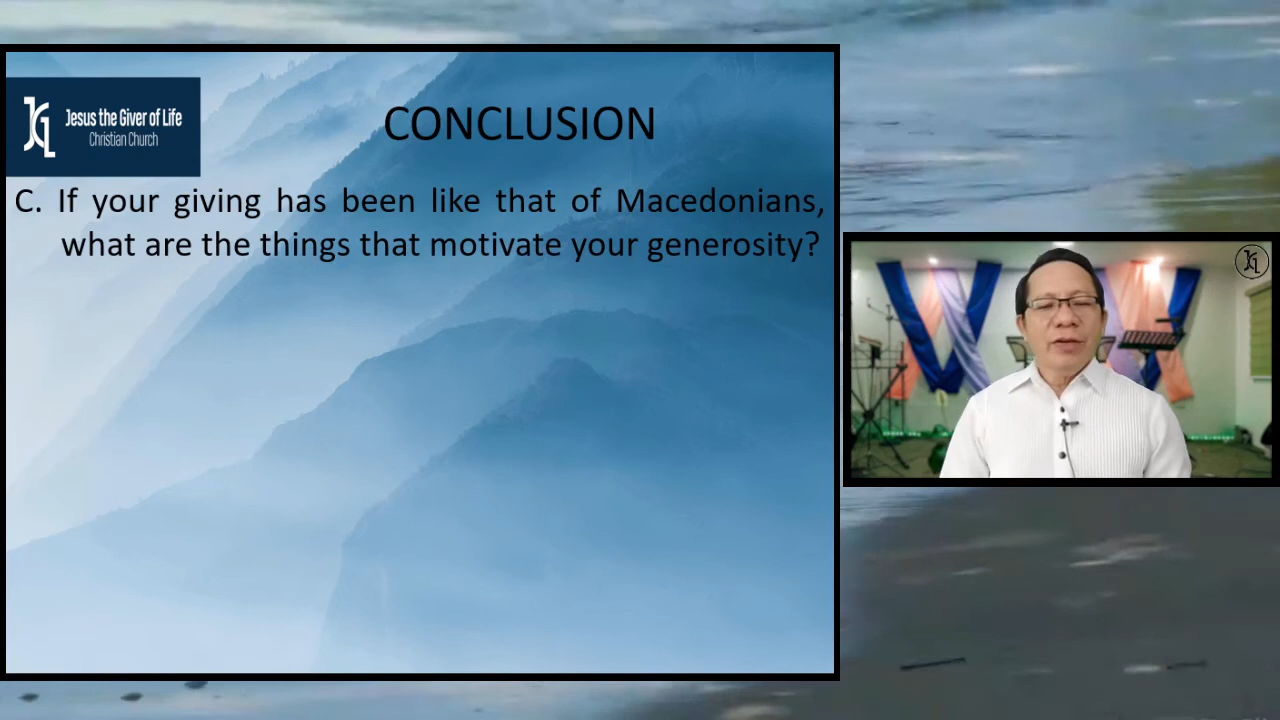 Jesus the Giver of Life
Christian Church
CONCLUSION
C. If your giving has been like that of Macedonians,
what are the things that motivate your generosity?